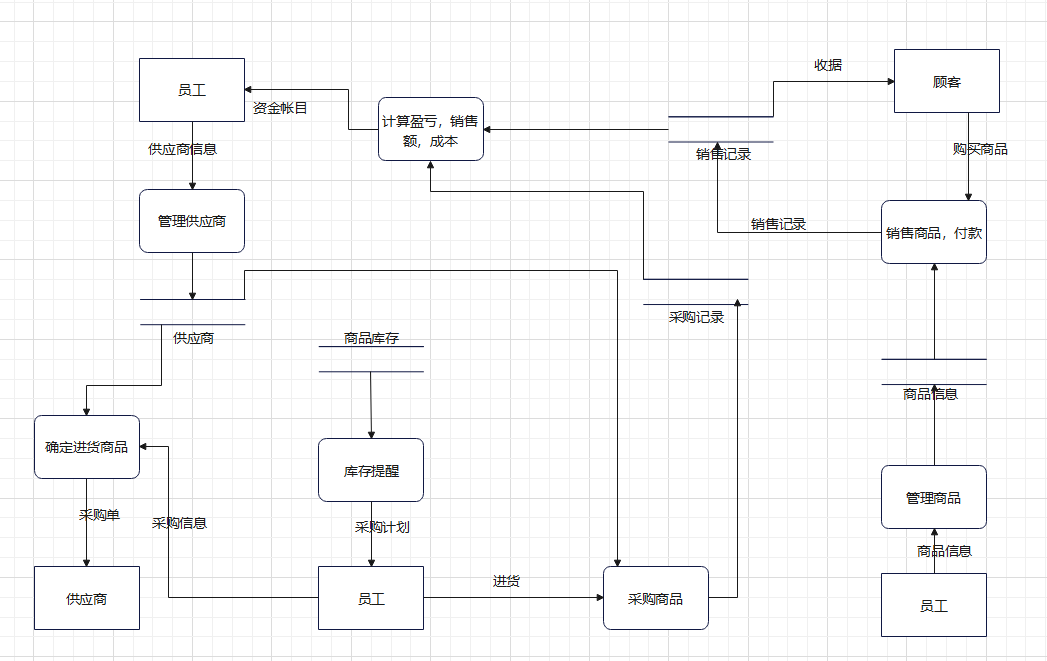 收据
员工
顾客
资金帐目
计算盈亏，销售
额，成本
供应商信息
销售记录
购买商品
管理供应商
销售记录
销售商品，付款
采购记录
供应商
商品库存
商品信息
确定进货商品
库存提醒
管理商品
采购单
采购信息
采购计划
商品信息
进货
供应商
员工
采购商品
员工